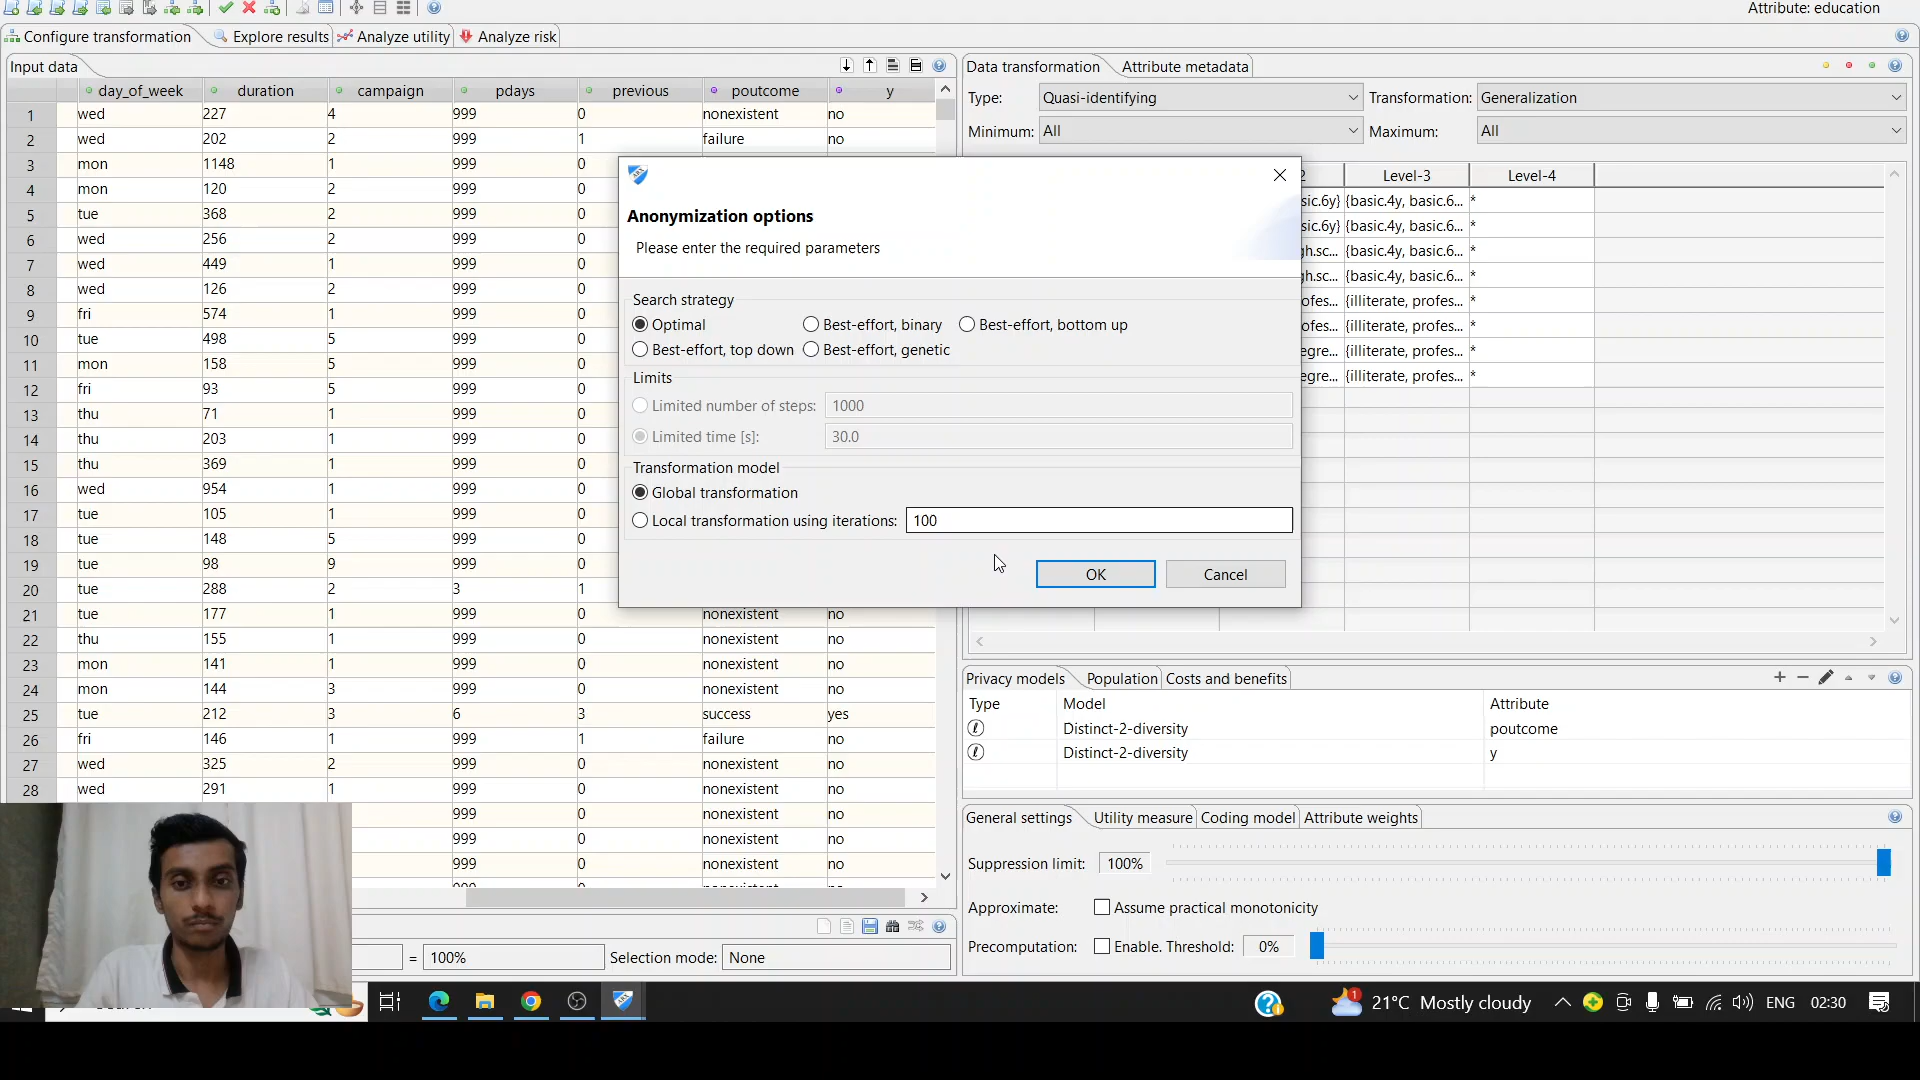 Attribute: education
Configure transformation Explore results Analyze utility Analyze risk
Input data
day_of_week duration campaign pdays previous poutcome y
1 wed 227 4 999 0 nonexistent no
2 wed 202 2 999 1 failure no
3 mon 1148 1 999 0
4 mon 120 2 999 0
5 tue 368 2 999 0
6 wed 256 2 999 0
7 wed 449 1 999 0
8 wed 126 2 999 0
9 fri 574 1 999 0
10 tue 498 5 999 0
11 mon 158 5 999 0
12 fri 93 5 999 0
13 thu 71 1 999 0
14 thu 203 1 999 0
15 thu 369 1 999 0
16 wed 954 1 999 0
17 tue 105 1 999 0
18 tue 148 5 999 0
19 tue 98 9 999 0
20 tue 288 2 3 1
21 tue 177 1 999 0 nonexistent no
22 thu 155 1 999 0 nonexistent no
23 mon 141 1 999 0 nonexistent no
24 mon 144 3 999 0 nonexistent no
25 tue 212 3 6 3 success yes
26 fri 146 1 999 1 failure no
27 wed 325 2 999 0 nonexistent no
28 wed 291 1 999 0 nonexistent no
999 0 nonexistent no
999 0 nonexistent no
999 0 nonexistent no
= 100% Selection mode: None
Data transformation Attribute metadata
Type: Quasi-identifying Transformation: Generalization
Minimum: All Maximum: All
2 Level-3 Level-4
sic.6y} {basic.4y, basic.6... *
sic.6y} {basic.4y, basic.6... *
gh.sc... {basic.4y, basic.6... *
gh.sc... {basic.4y, basic.6... *
ofes... {illiterate, profes... *
ofes... {illiterate, profes... *
egre... {illiterate, profes... *
egre... {illiterate, profes... *
ARX
Anonymization options
Please enter the required parameters
Search strategy
Optimal Best-effort, binary Best-effort, bottom up
Best-effort, top down Best-effort, genetic
Limits
Limited number of steps: 1000
Limited time [s]: 30.0
Transformation model
Global transformation
Local transformation using iterations: 100
OK Cancel
Privacy models Population Costs and benefits
Type Model Attribute
ℓ Distinct-2-diversity poutcome
ℓ Distinct-2-diversity y
General settings Utility measure Coding model Attribute weights
Suppression limit: 100%
Approximate: Assume practical monotonicity
Precomputation: Enable. Threshold: 0%
1 21°C Mostly cloudy ENG 02:30